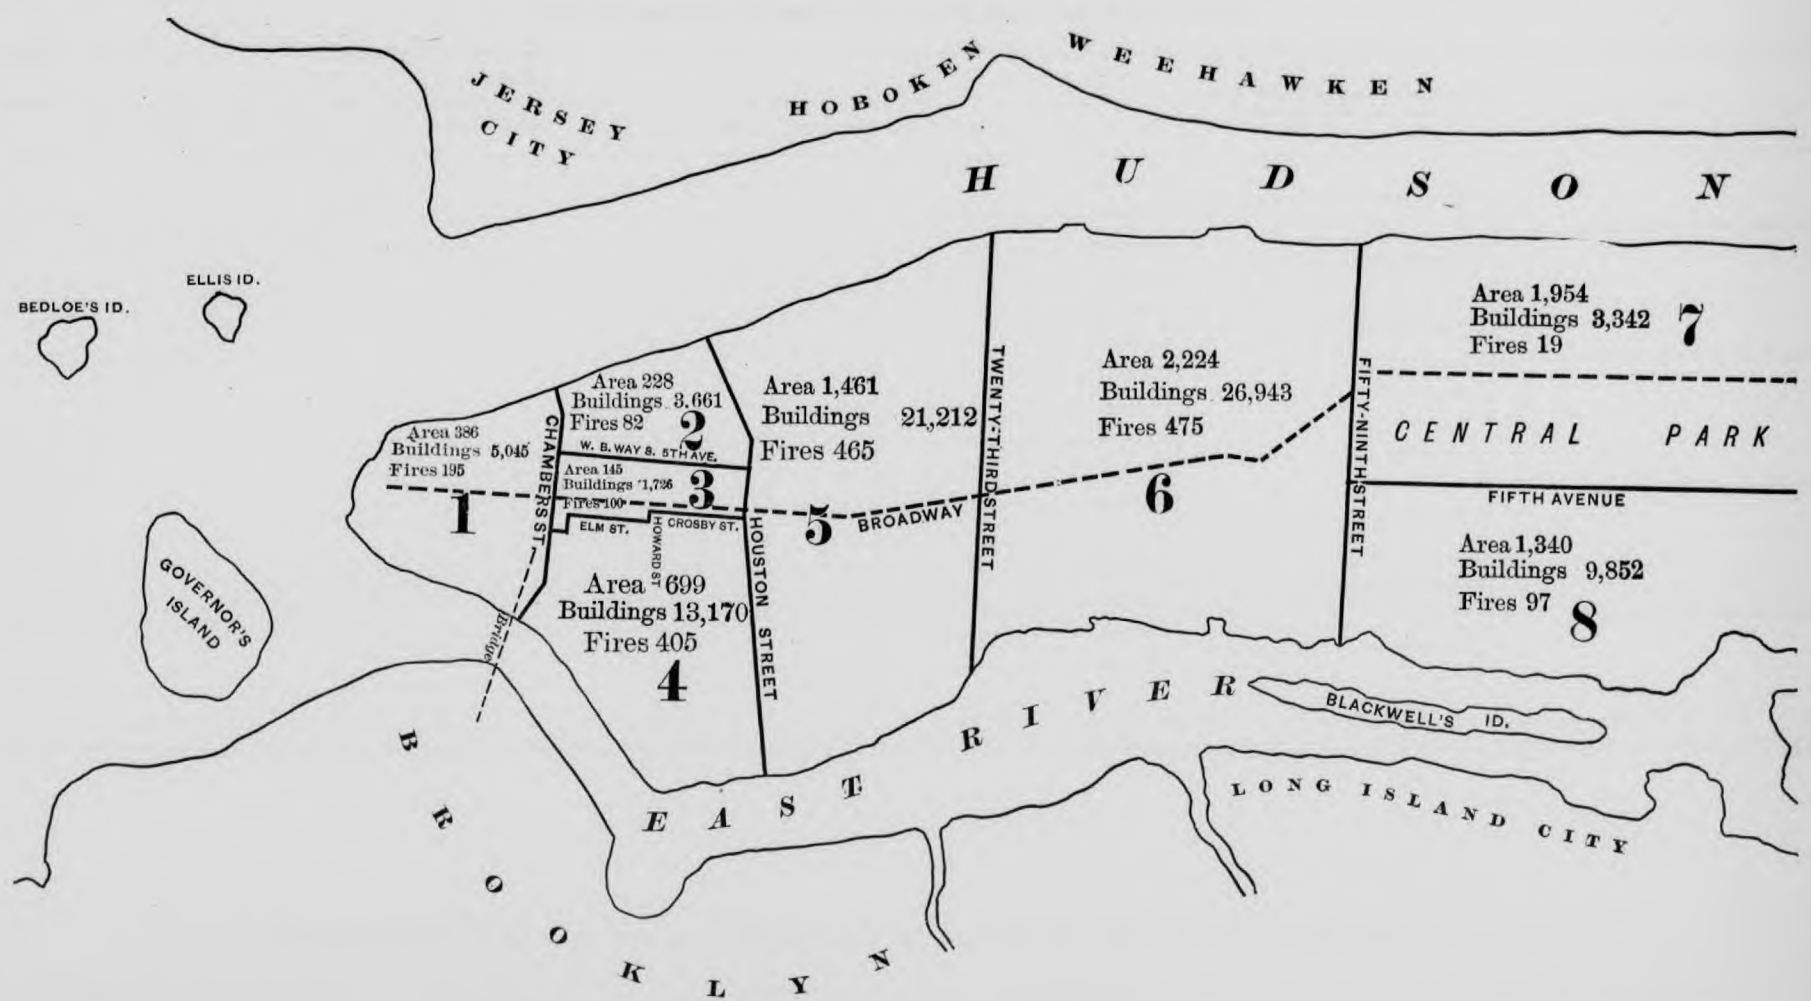 JERSEY
CITY
HOBOKEN
WEEHAWKEN
HUDSON
BEDLOE'S ID.
ELLIS ID.
GOVERNOR'S
ISLAND
Area 386
Buildings 5,045
Fires 195
1
CHAMBERS ST.
Area 228
Buildings 3,661
Fires 82
2
W. B. WAY S. 5TH AVE.
Area 145
Buildings 1,726
Fires 100
3
ELM ST.
HOWARD ST
CROSBY ST.
Area 699
Buildings 13,170
Fires 405
4
HOUSTON STREET
Area 1,461
Buildings 21,212
Fires 465
5
BROADWAY
TWENTY-THIRD STREET
Area 2,224
Buildings 26,943
Fires 475
6
FIFTY-NINTH STREET
Area 1,954
Buildings 3,342
Fires 19
7
CENTRAL PARK
FIFTH AVENUE
Area 1,340
Buildings 9,852
Fires 97
8
Bridge
EAST RIVER
BLACKWELL'S ID.
LONG ISLAND CITY
BROOKLYN